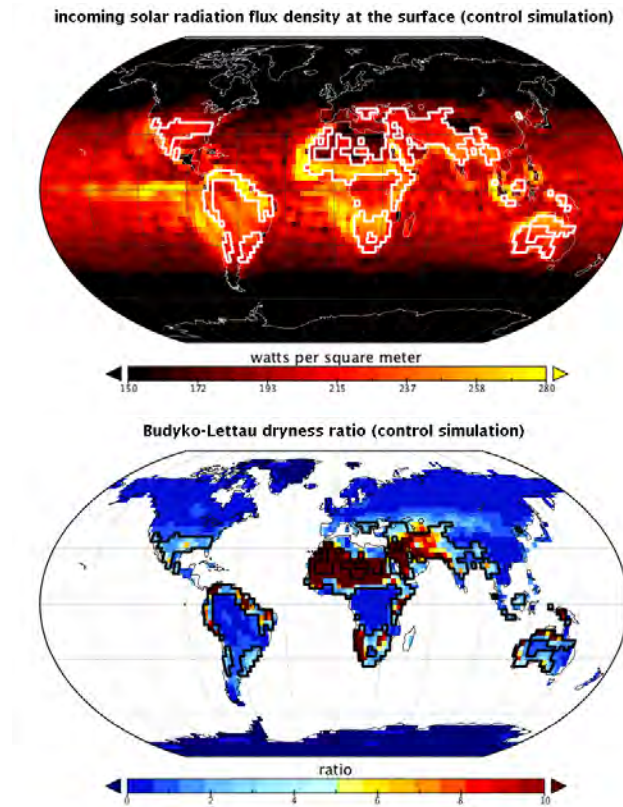 incoming solar radiation flux density at the surface (control simulation)
watts per square meter
150 172 193 215 237 258 280
Budyko-Lettau dryness ratio (control simulation)
ratio
0 2 4 6 8 10